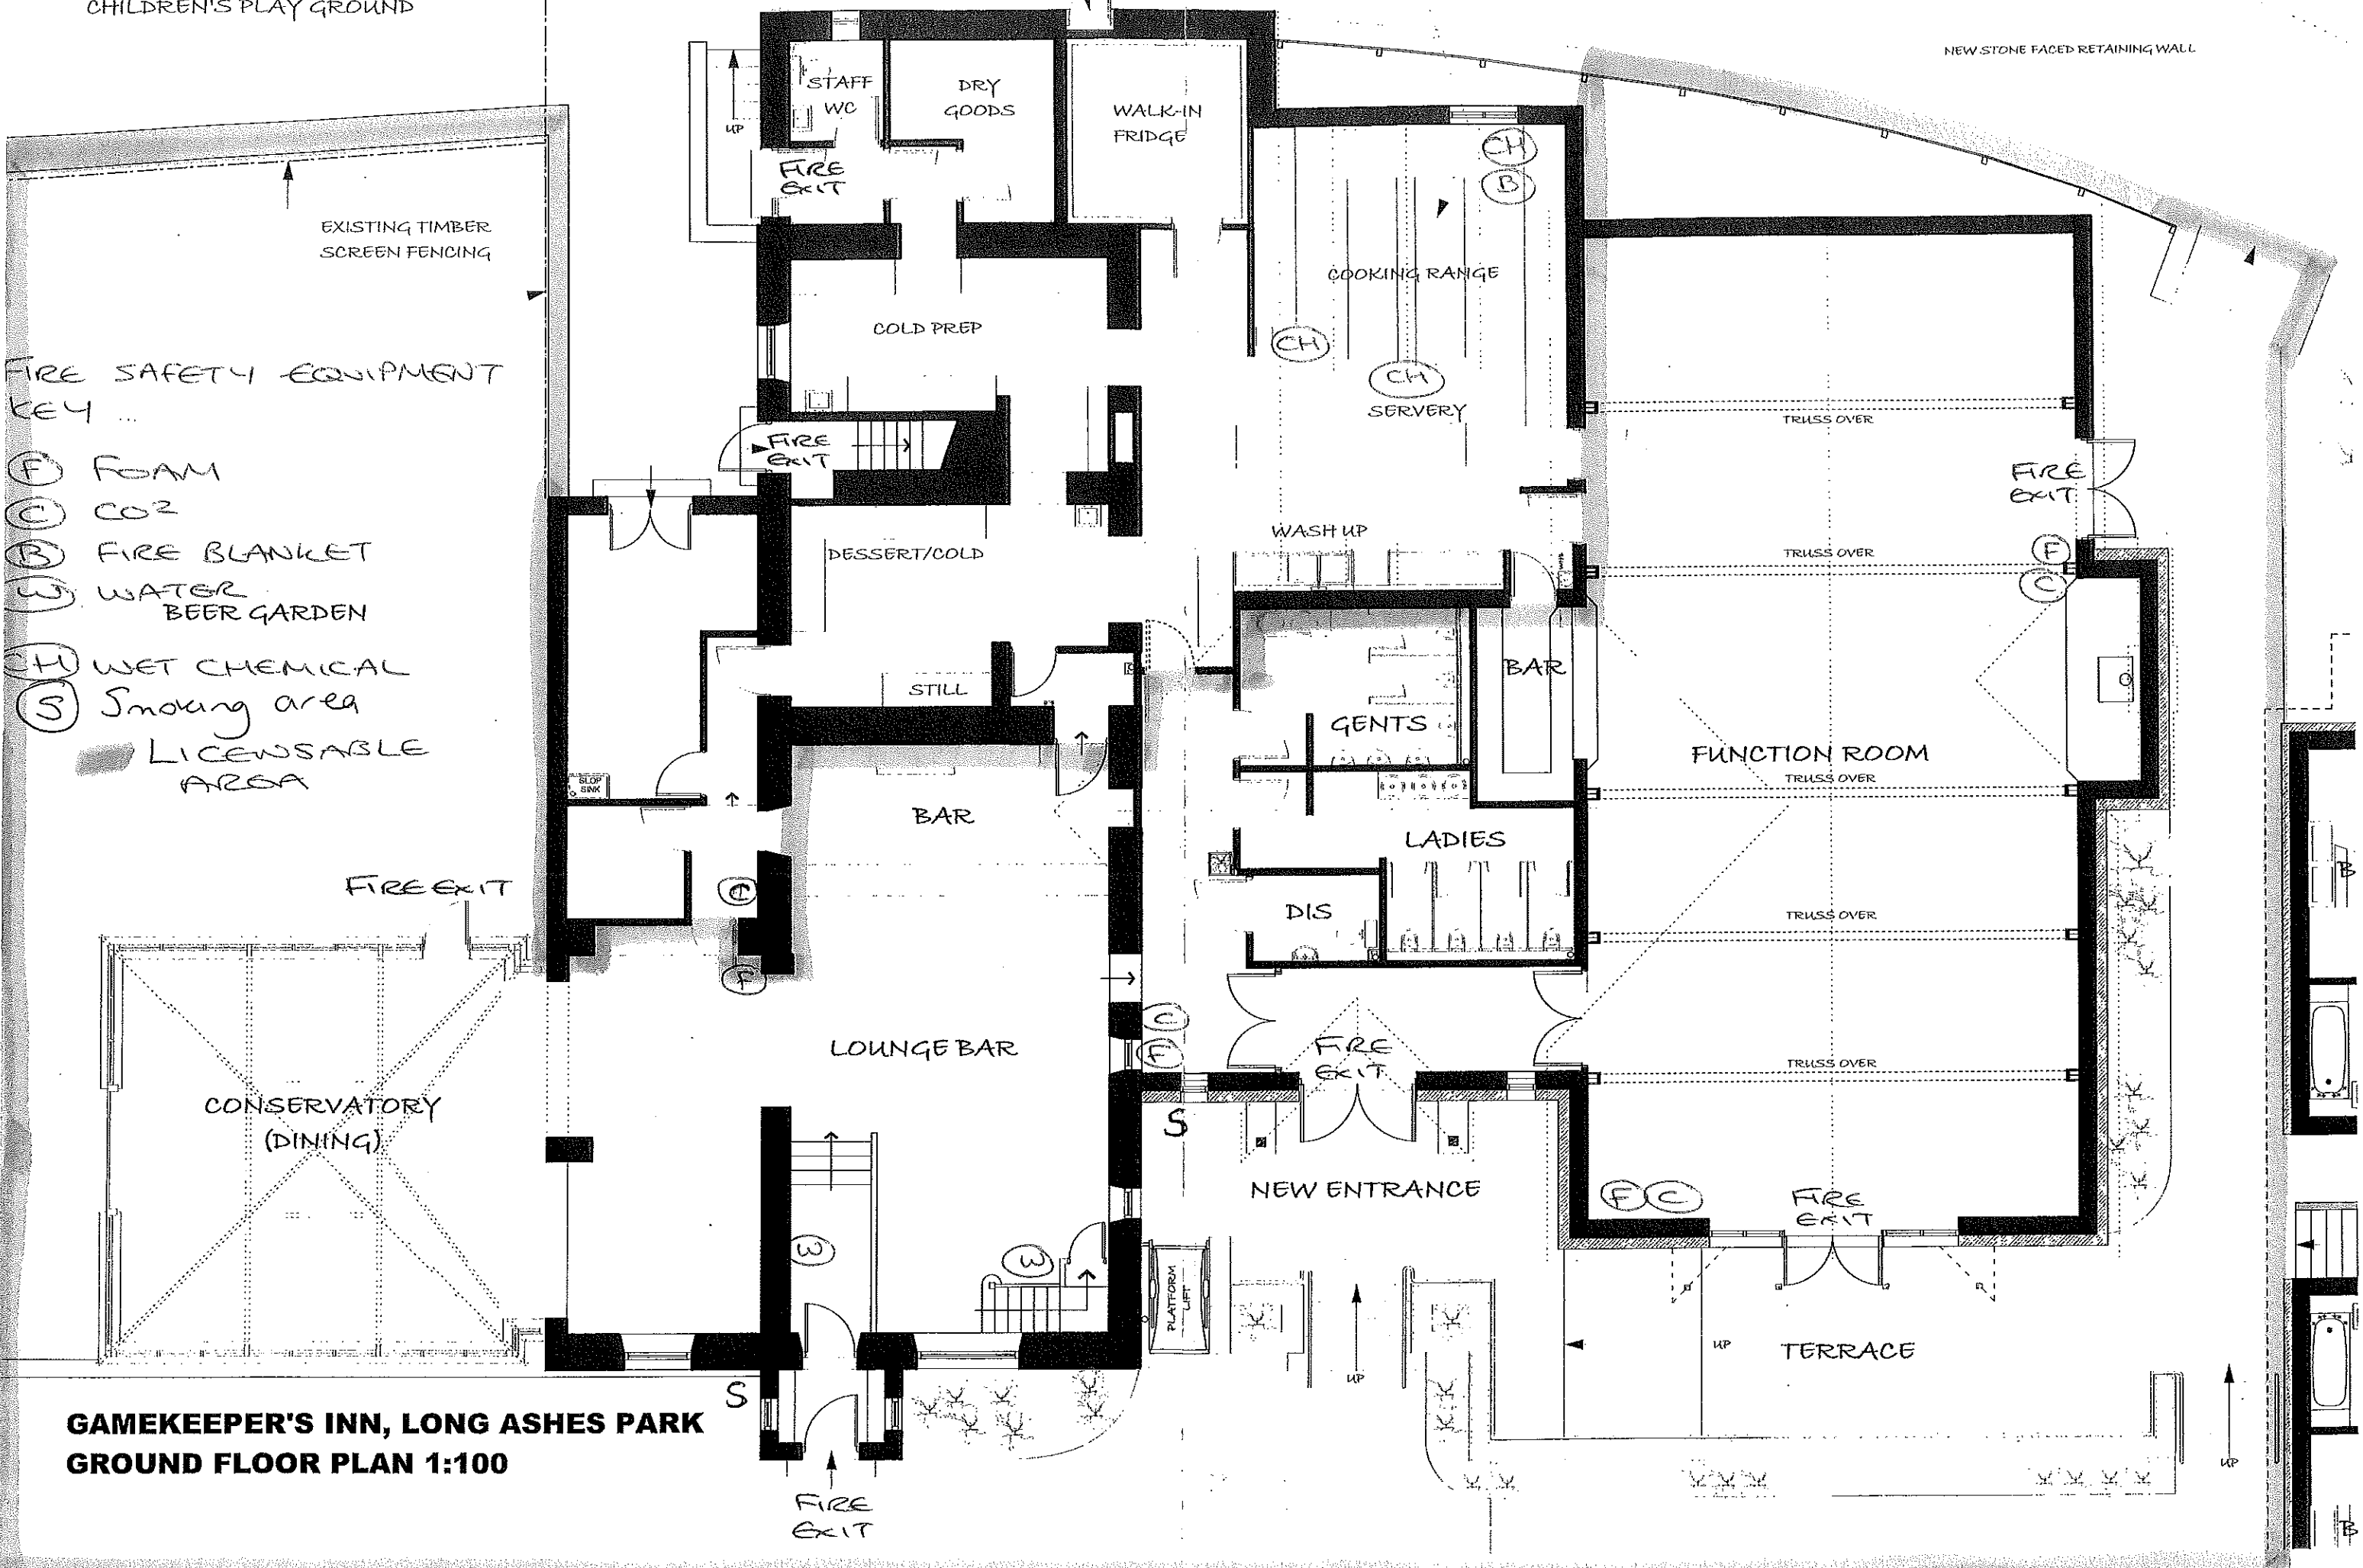 CHILDREN'S PLAY GROUND
NEW STONE FACED RETAINING WALL
STAFF
WC
DRY
GOODS
WALK-IN
FRIDGE
UP
FIRE
EXIT
CH
B
EXISTING TIMBER
SCREEN FENCING
COOKING RANGE
COLD PREP
CH
CH
SERVERY
FIRE SAFETY EQUIPMENT
KEY ...
F FOAM
C CO2
B FIRE BLANKET
W WATER
BEER GARDEN
CH WET CHEMICAL
S Smoking area
LICENSABLE
AREA
FIRE
EXIT
TRUSS OVER
FIRE
EXIT
WASH UP
DESSERT/COLD
TRUSS OVER
F
C
STILL
BAR
GENTS
FUNCTION ROOM
TRUSS OVER
SLOP
SINK
BAR
LADIES
FIRE EXIT
C
DIS
TRUSS OVER
B
F
LOUNGE BAR
C
F
FIRE
EXIT
TRUSS OVER
CONSERVATORY
(DINING)
S
NEW ENTRANCE
F C
FIRE
EXIT
W
W
PLATFORM
LIFT
UP
UP
TERRACE
S
UP
GAMEKEEPER'S INN, LONG ASHES PARK
GROUND FLOOR PLAN 1:100
FIRE
EXIT
B